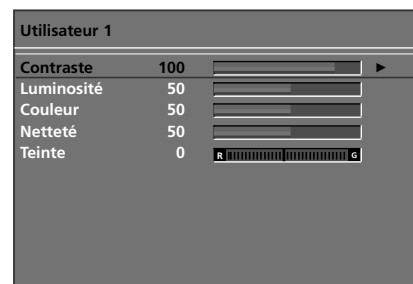 Utilisateur 1
Contraste 100 ►
Luminosité 50
Couleur 50
Netteté 50
Teinte 0 R G